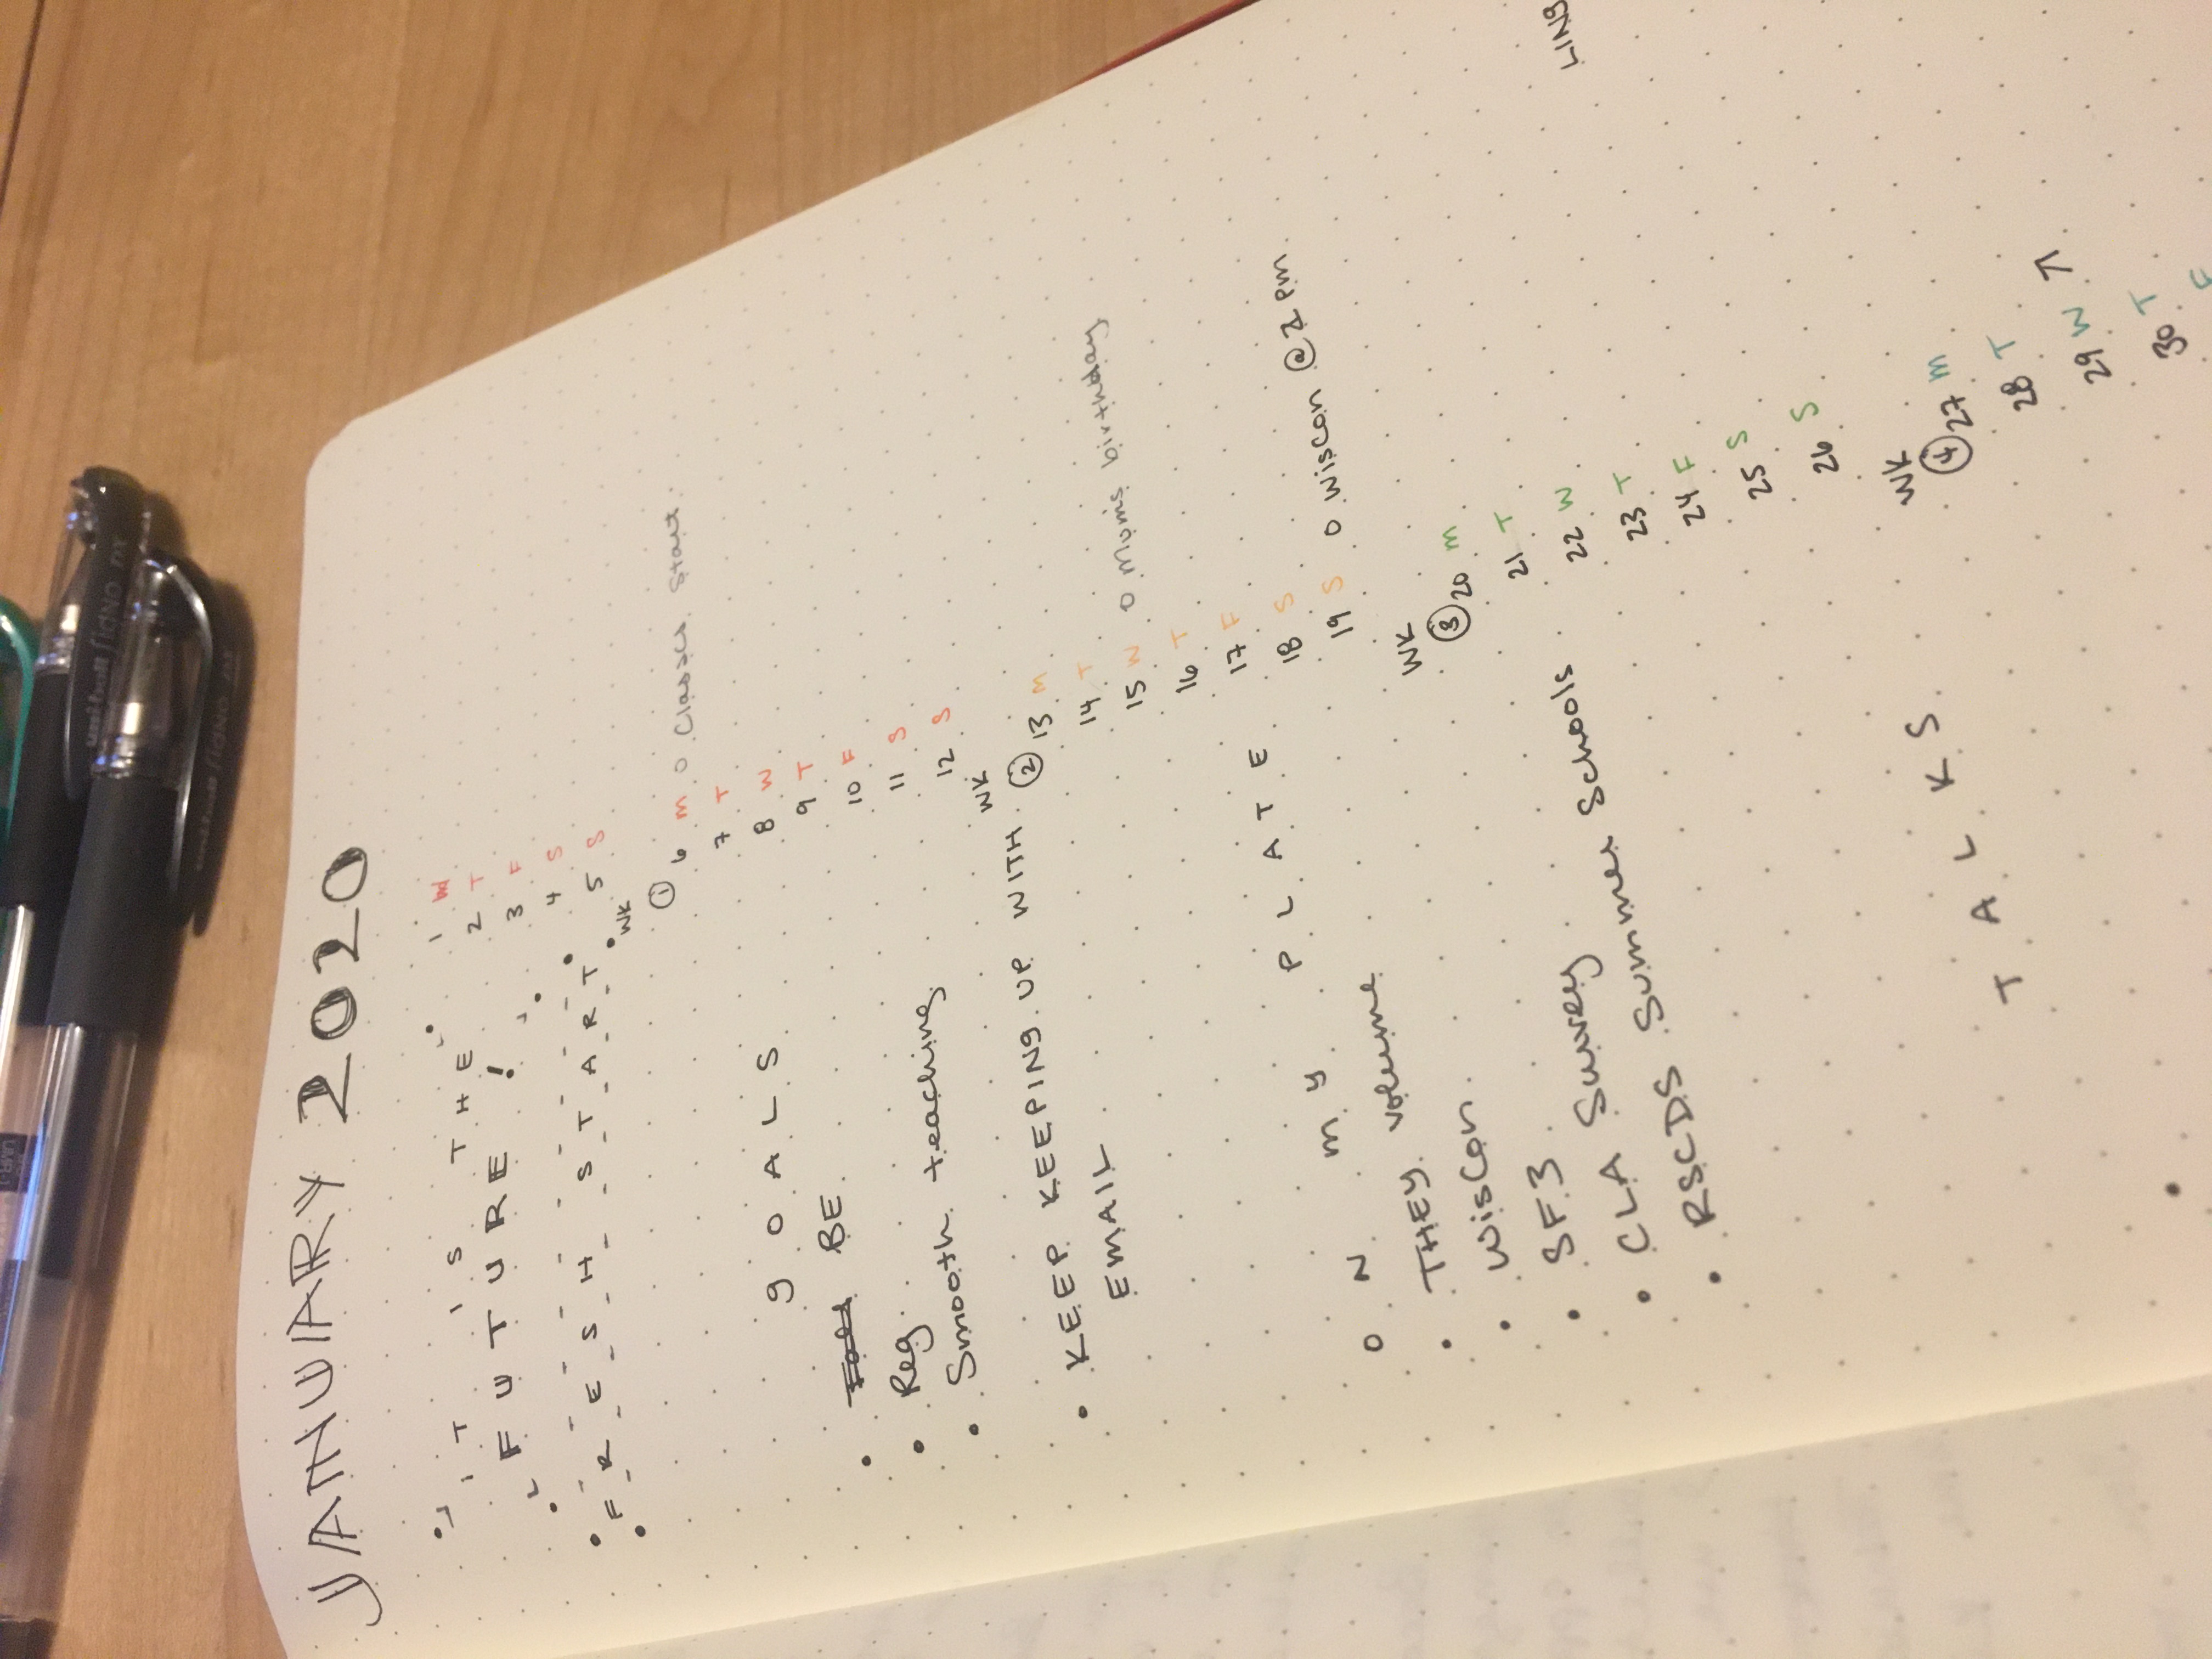 uni-ball SigNO DX
uni-ball SigNO DX
JANUARY 2020
IT IS THE
FUTURE!
FRESH START
GOALS
• BE
• Reg
• Smooth teaching
• KEEP KEEPING UP WITH
EMAIL
ON MY PLATE
• THEY volume
• WisCon
• SF3
• CLA Survey
• RSCDS Summer Schools
TALKS
•
1 W
2 T
3 F
4 S
5 S
WK
1 6 M o Classes start
7 T
8 W
9 T
10 F
11 S
12 S
WK
2 13 M
14 T
15 W o Mum's birthday
16 T
17 F
18 S
19 S o Wiscon @ 1 pm
WK
3 20 M
21 T
22 W
23 T
24 F
25 S
26 S
WK
4 27 M
28 T
29 W ↗
30 T
F
LING